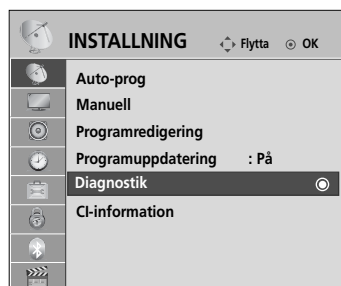 INSTALLNING Flytta OK
Auto-prog
Manuell
Programredigering
Programuppdatering : På
Diagnostik
CI-information